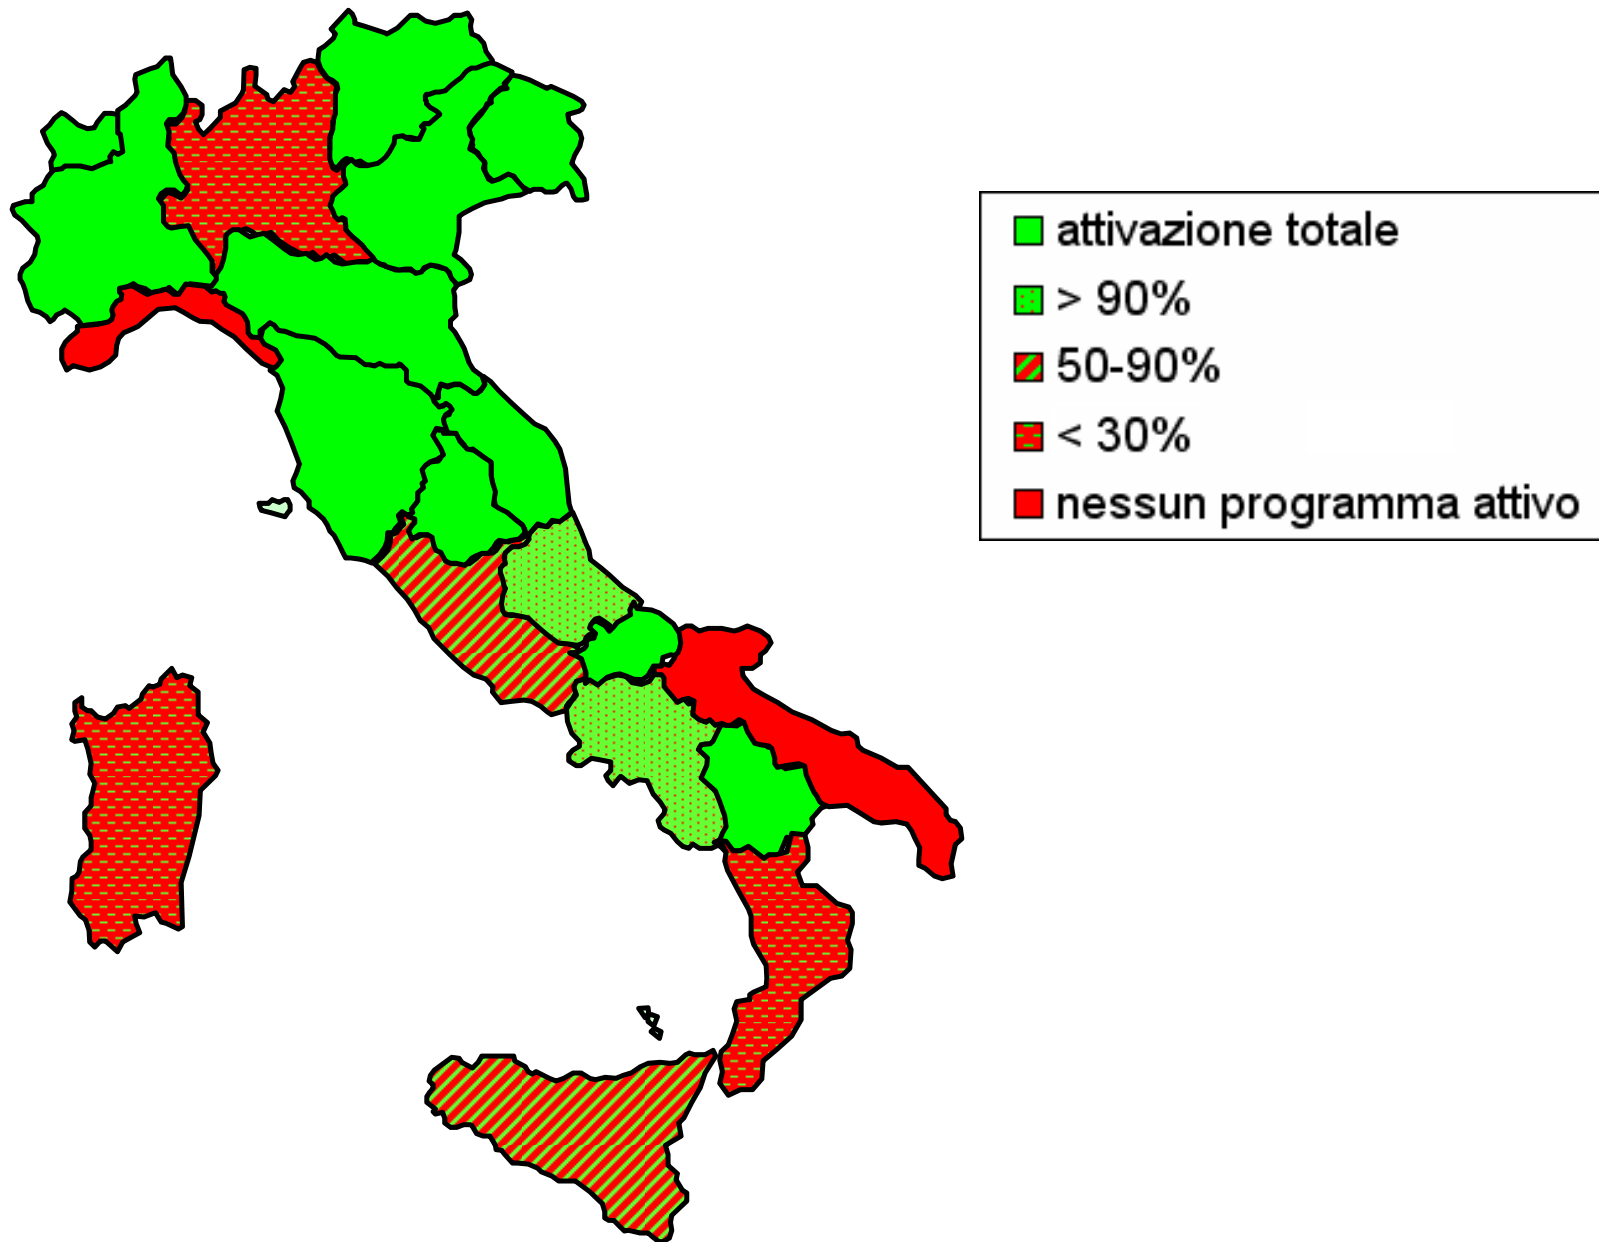 attivazione totale
> 90%
50-90%
< 30%
nessun programma attivo